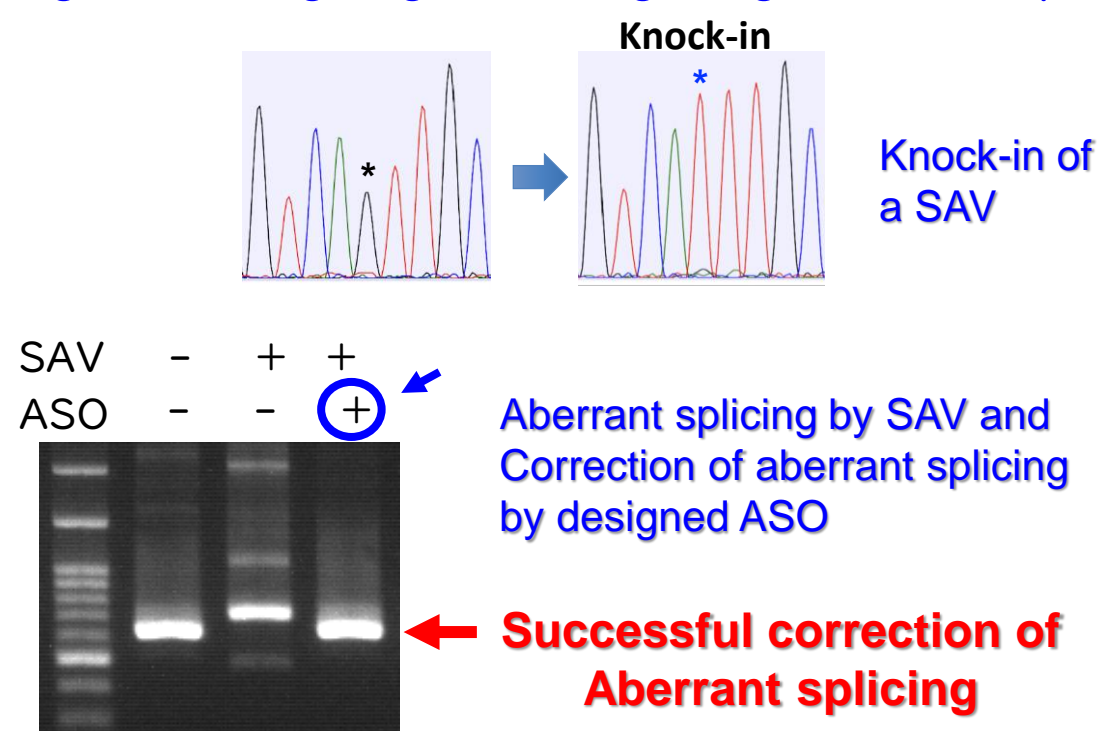 Knock-in
*
*
Knock-in of
a SAV
SAV - + +
ASO - - +
Aberrant splicing by SAV and
Correction of aberrant splicing
by designed ASO
Successful correction of
Aberrant splicing